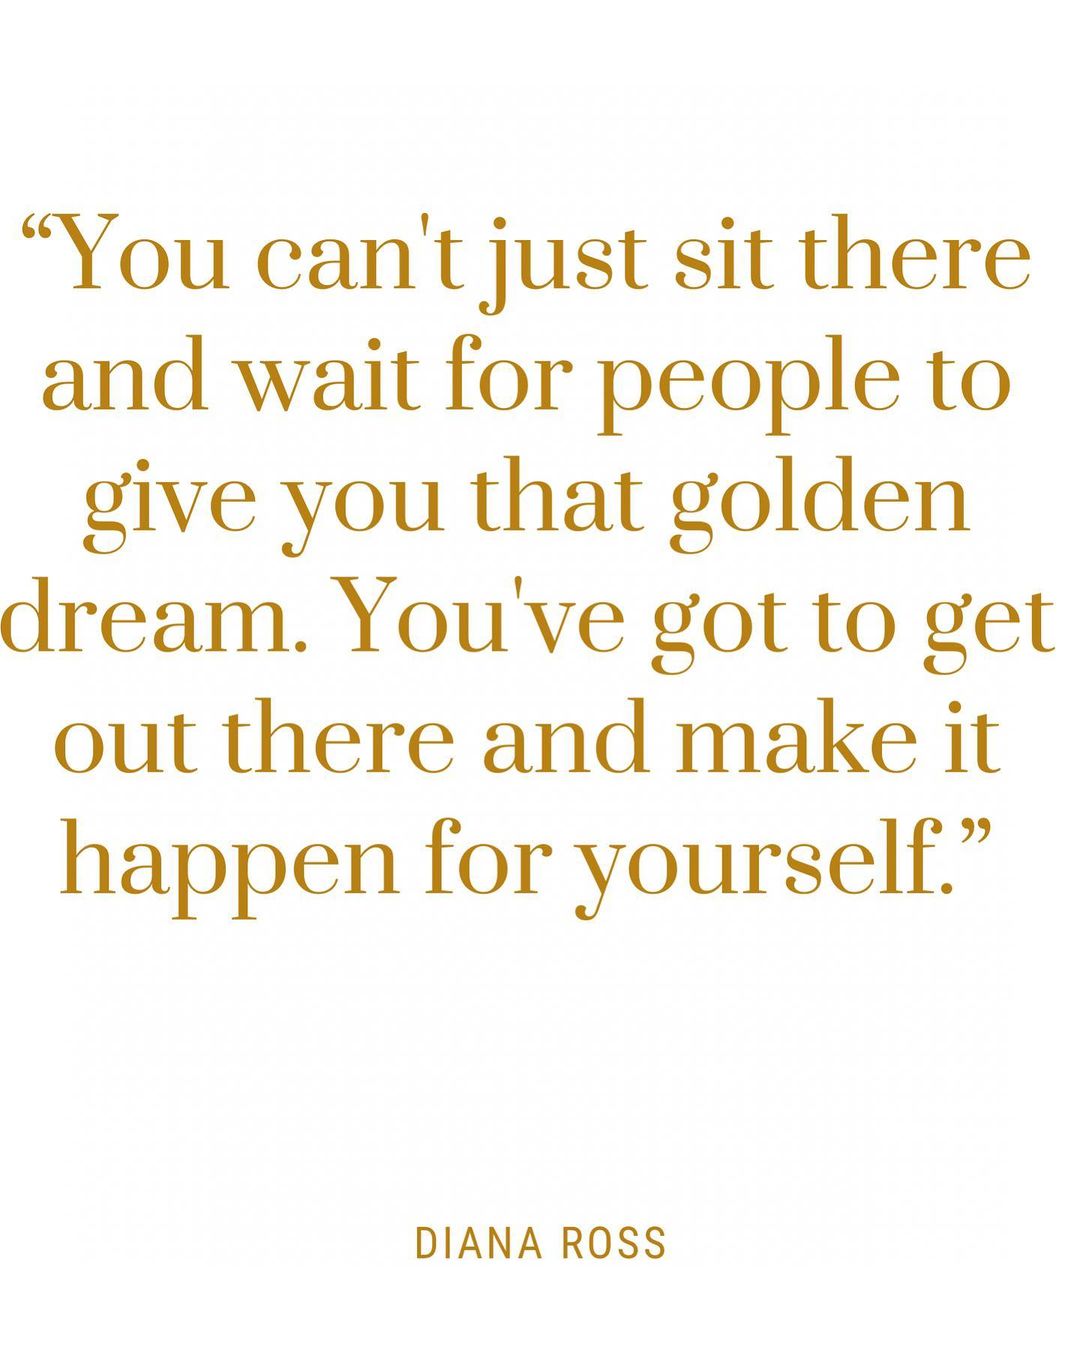 “You can't just sit there
and wait for people to
give you that golden
dream. You've got to get
out there and make it
happen for yourself.”
DIANA ROSS